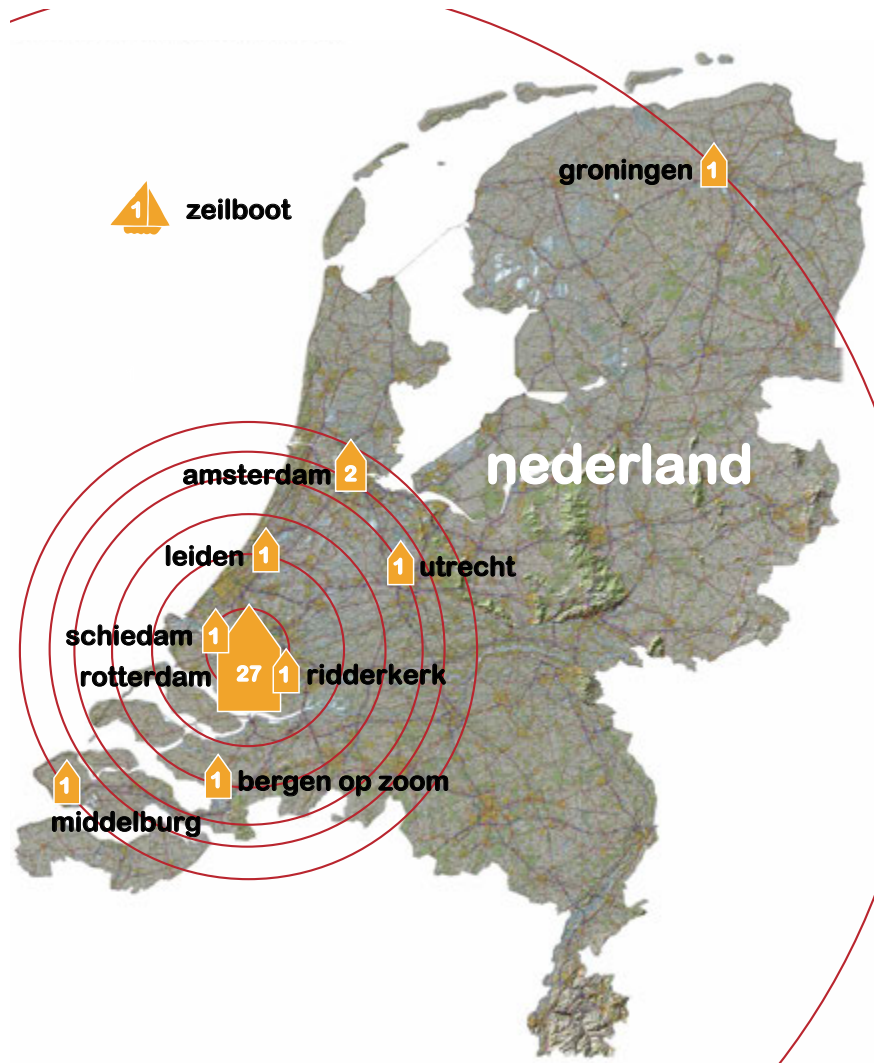 groningen 1
1 zeilboot
nederland
amsterdam 2
leiden 1
1 utrecht
schiedam 1
rotterdam 27
1 ridderkerk
1 bergen op zoom
1
middelburg